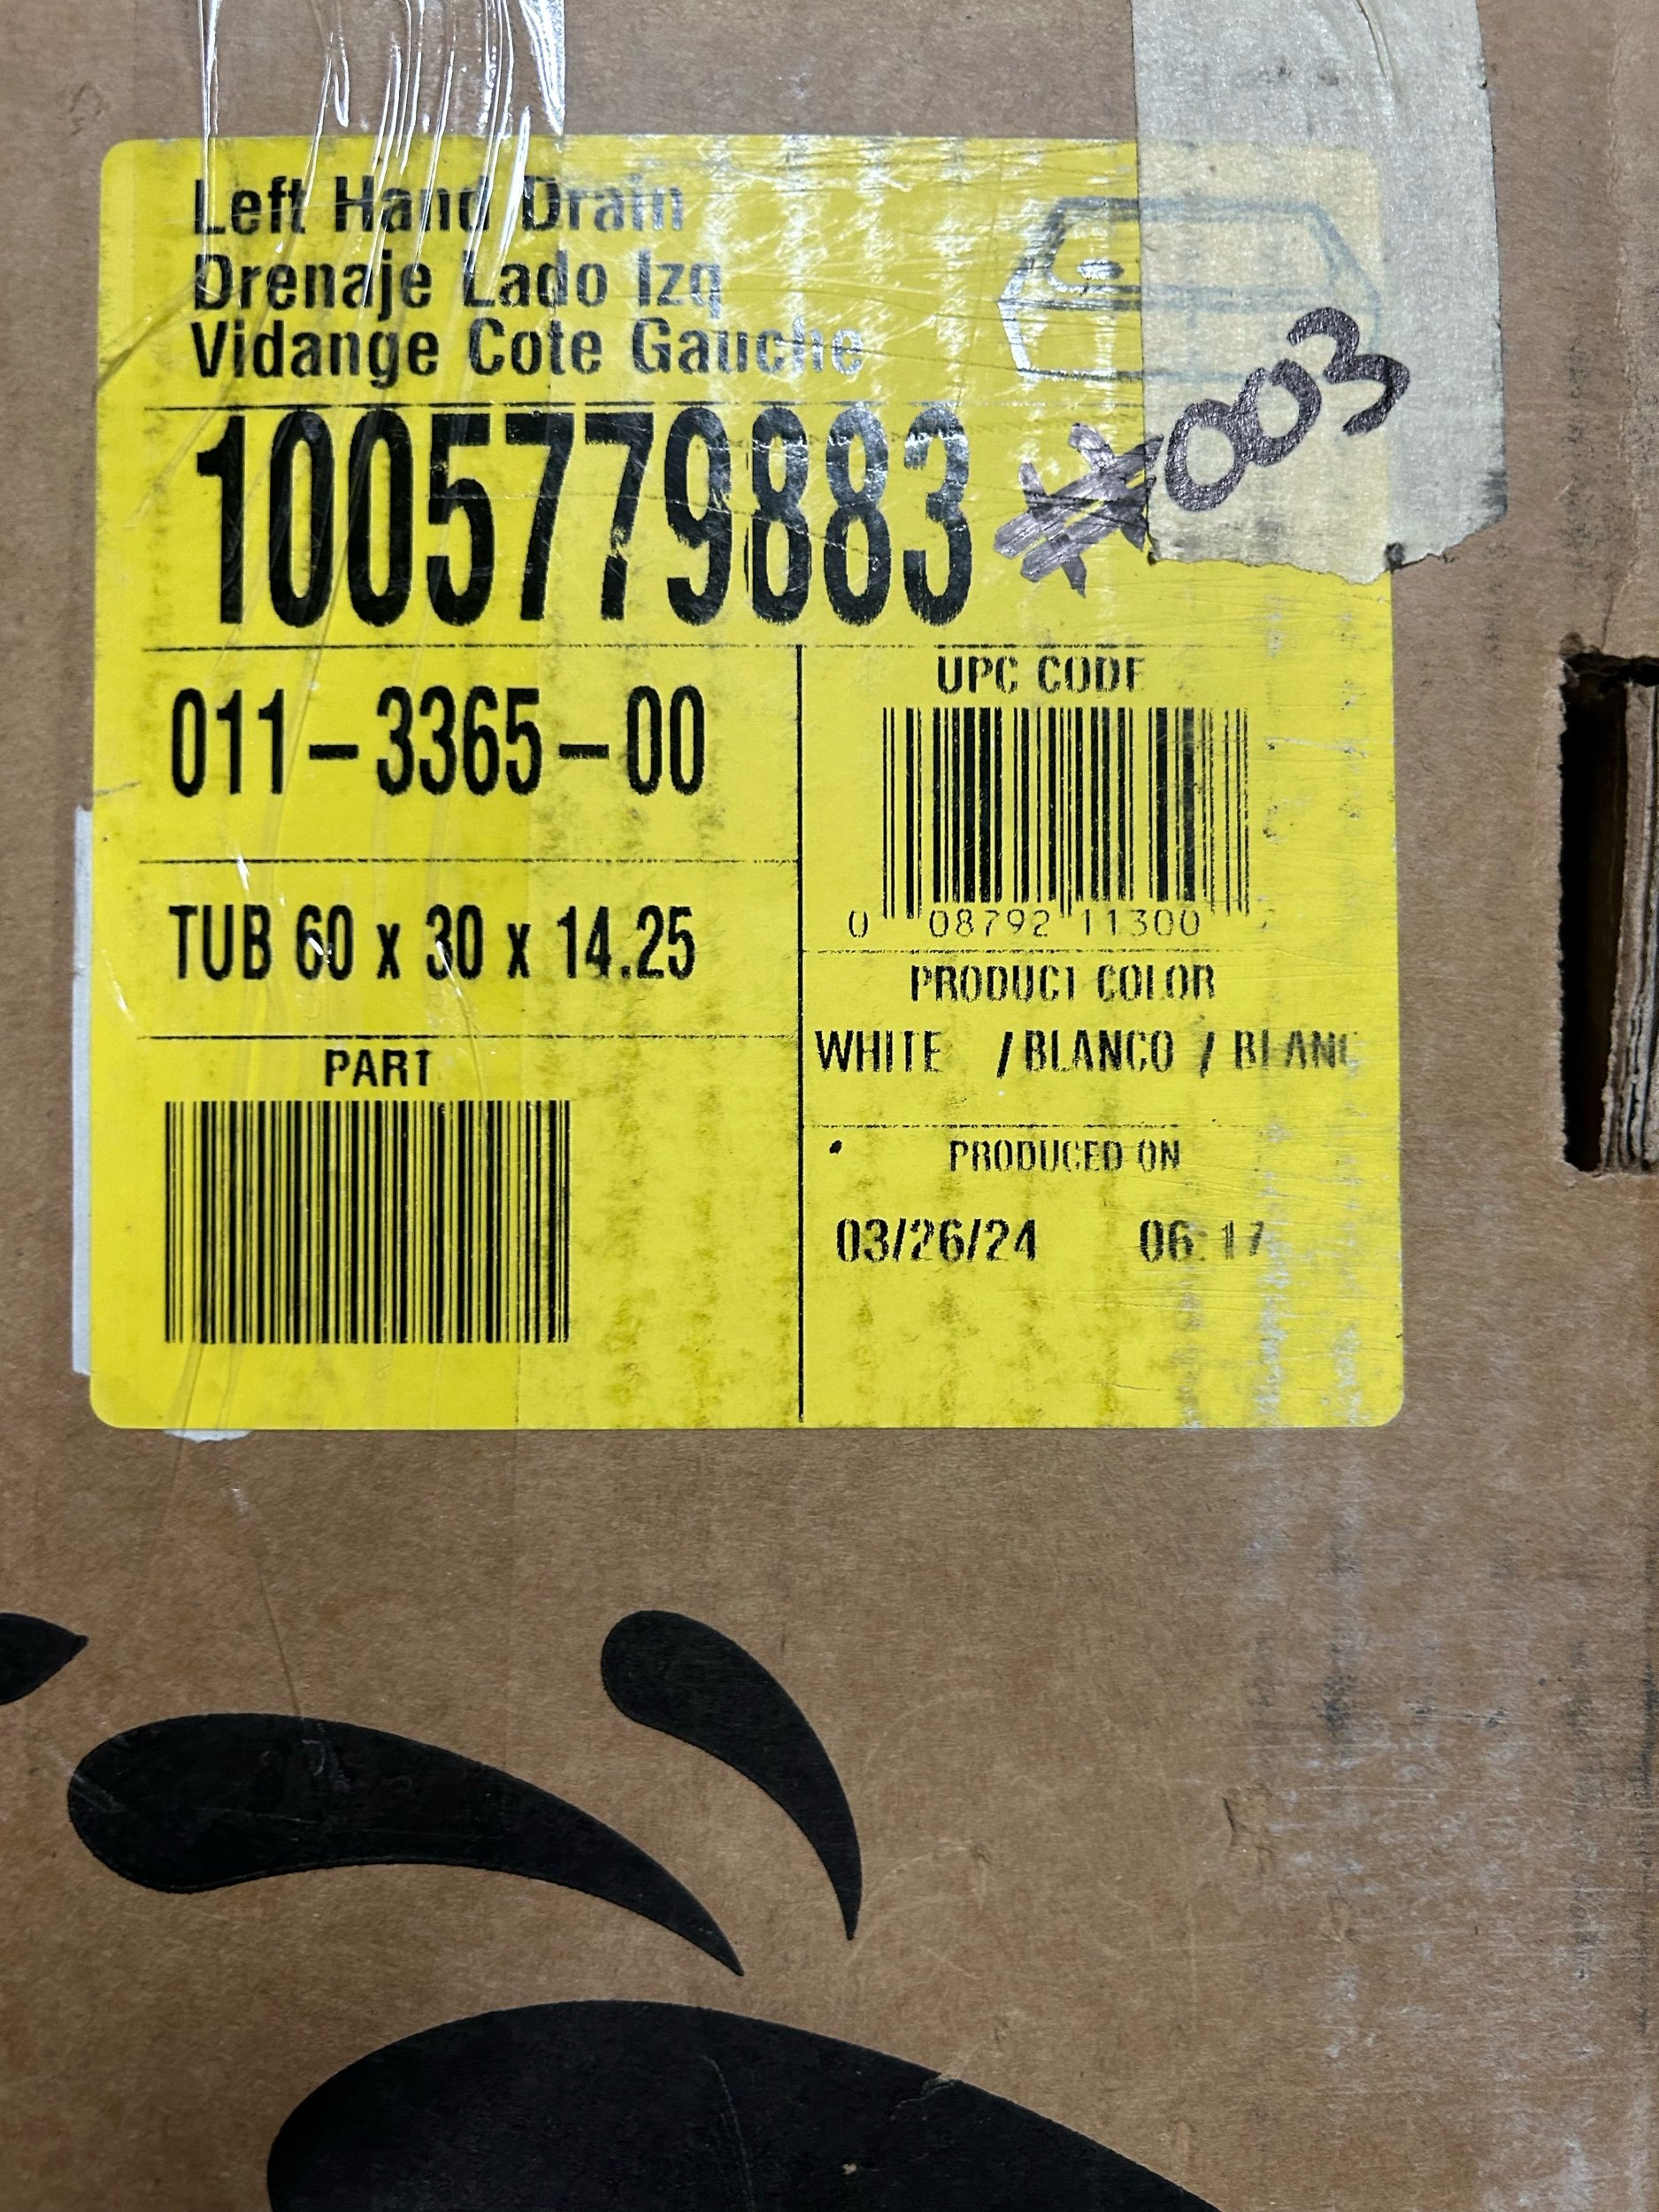 Left Hand Drain
Drenaje Lado Izq
Vidange Cote Gauche
1005779883
003
011-3365-00
UPC CODE
0 08792 11300
TUB 60 x 30 x 14.25
PRODUCT COLOR
WHITE / BLANCO / BLANC
PART
PRODUCED ON
03/26/24 06:17